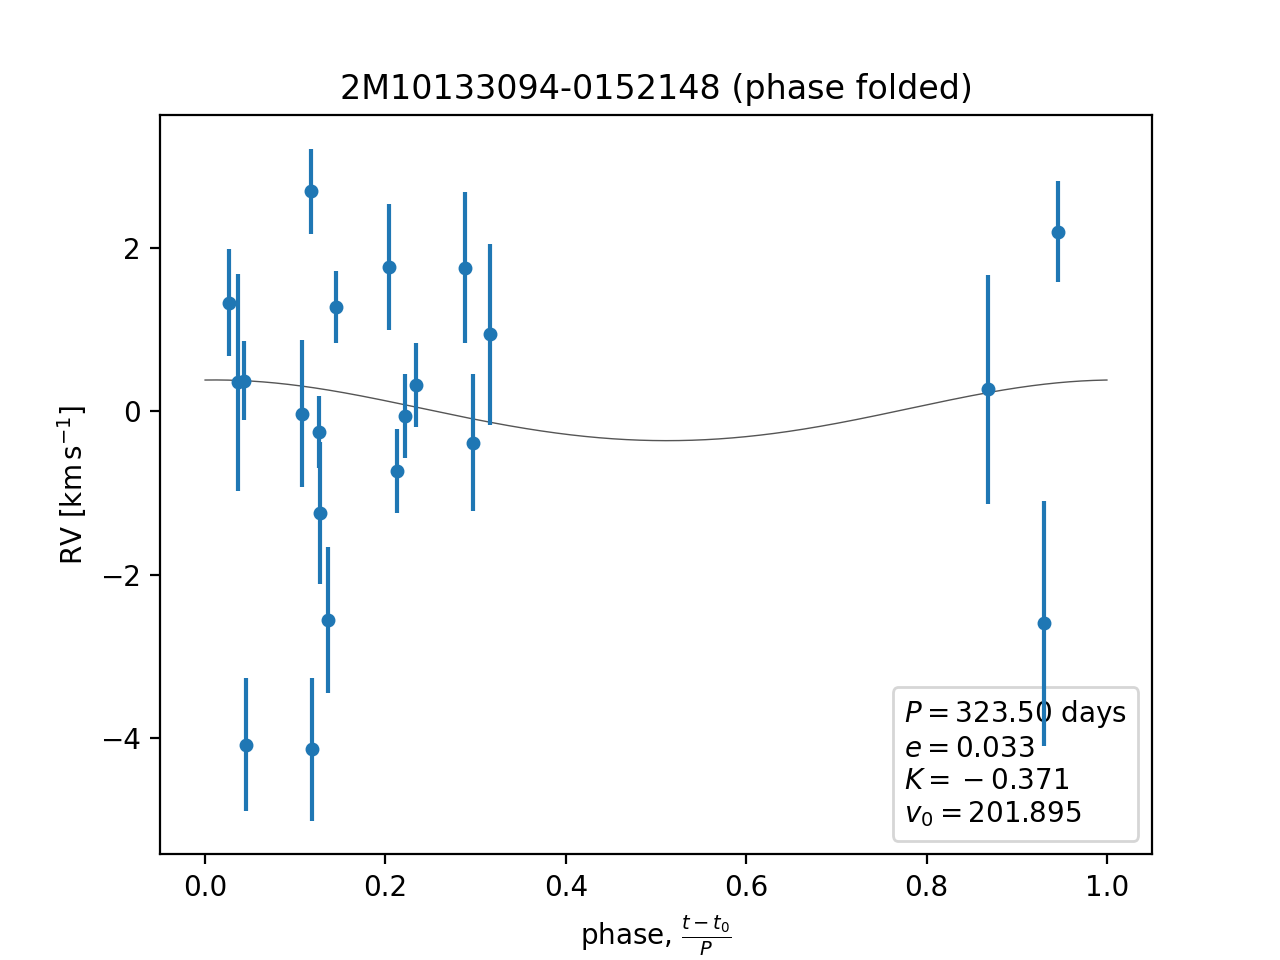 2M10133094-0152148 (phase folded)
RV [km s⁻¹]
2
0
−2
−4
P = 323.50 days
e = 0.033
K = −0.371
v₀ = 201.895
0.0 0.2 0.4 0.6 0.8 1.0
phase, (t − t₀)/P